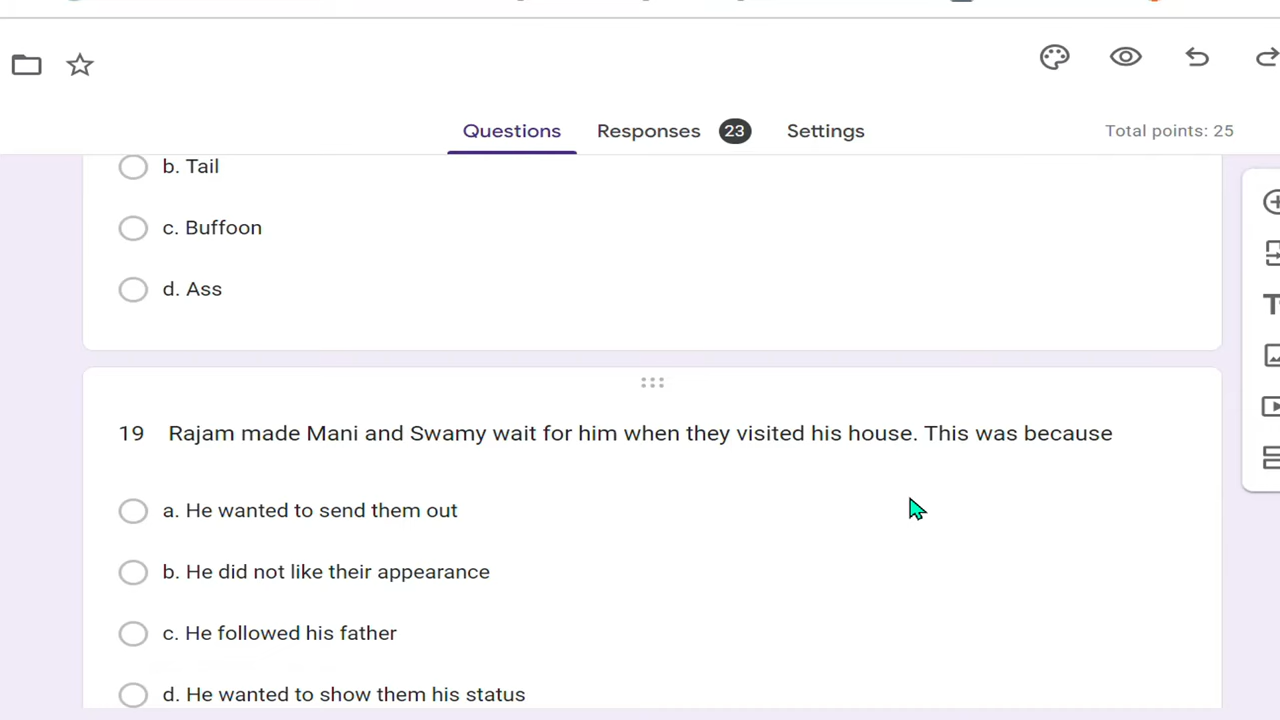 Questions
Responses 23
Settings
Total points: 25
b. Tail
c. Buffoon
d. Ass
19 Rajam made Mani and Swamy wait for him when they visited his house. This was because
a. He wanted to send them out
b. He did not like their appearance
c. He followed his father
d. He wanted to show them his status